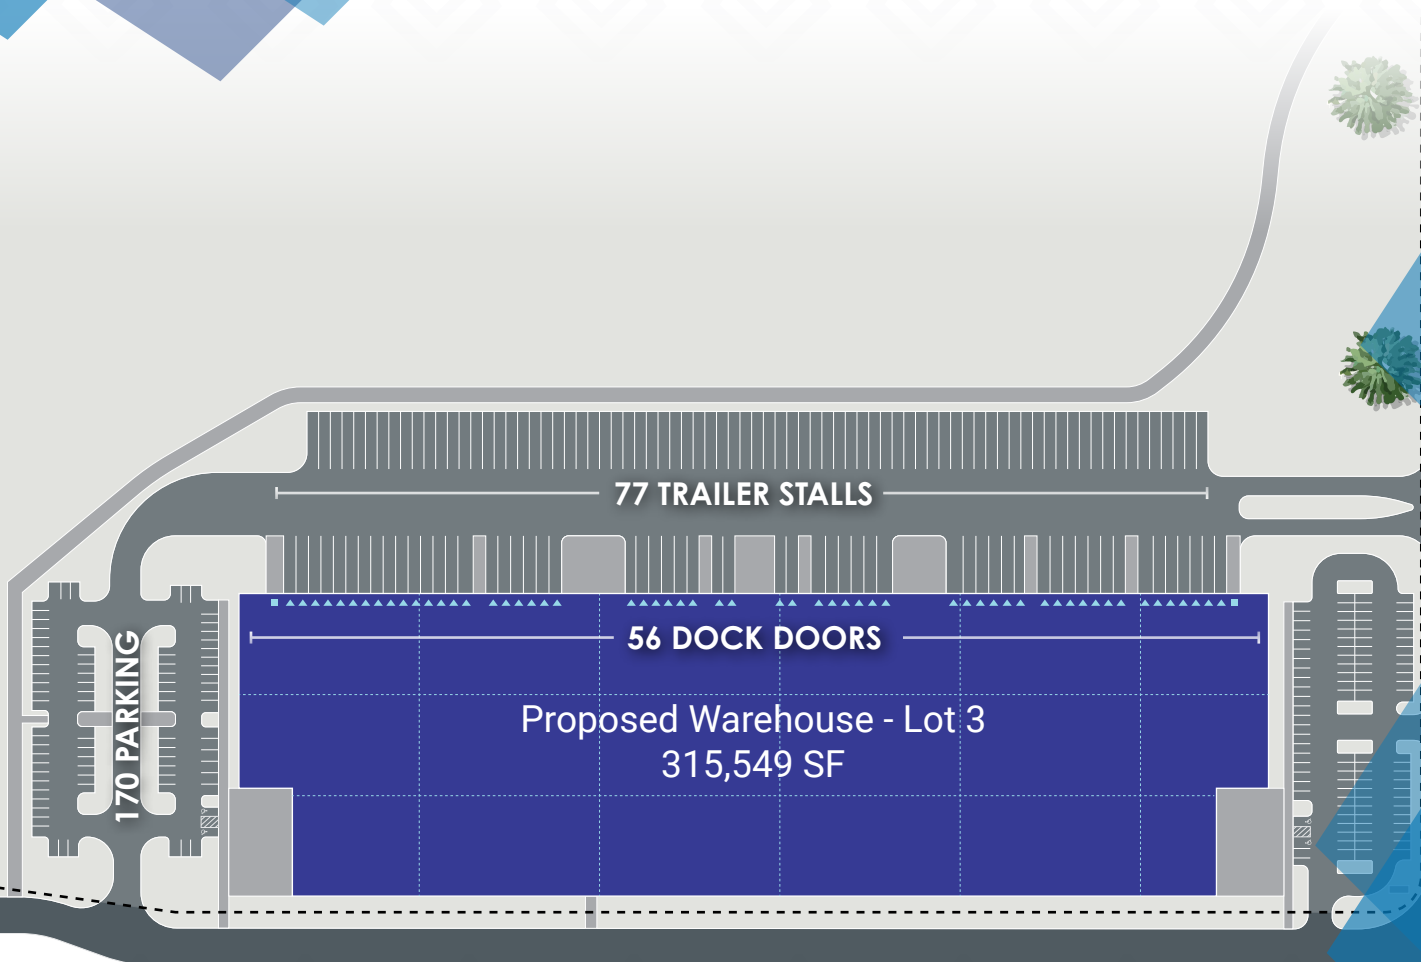 77 TRAILER STALLS
56 DOCK DOORS
Proposed Warehouse - Lot 3
315,549 SF
170 PARKING